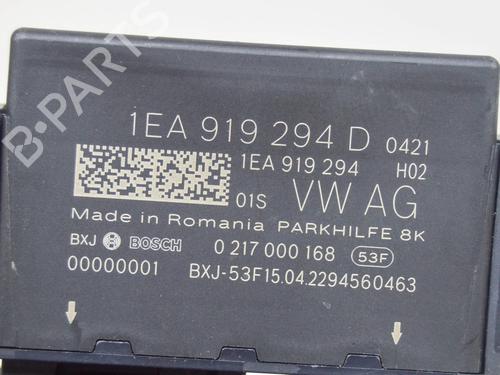 B-PARTS
1EA 919 294 D 0421
1EA 919 294 H02
01S VW AG
Made in Romania PARKHILFE 8K
BXJ BOSCH 0 217 000 168 53F
00000001 BXJ-53F15.04.2294560463